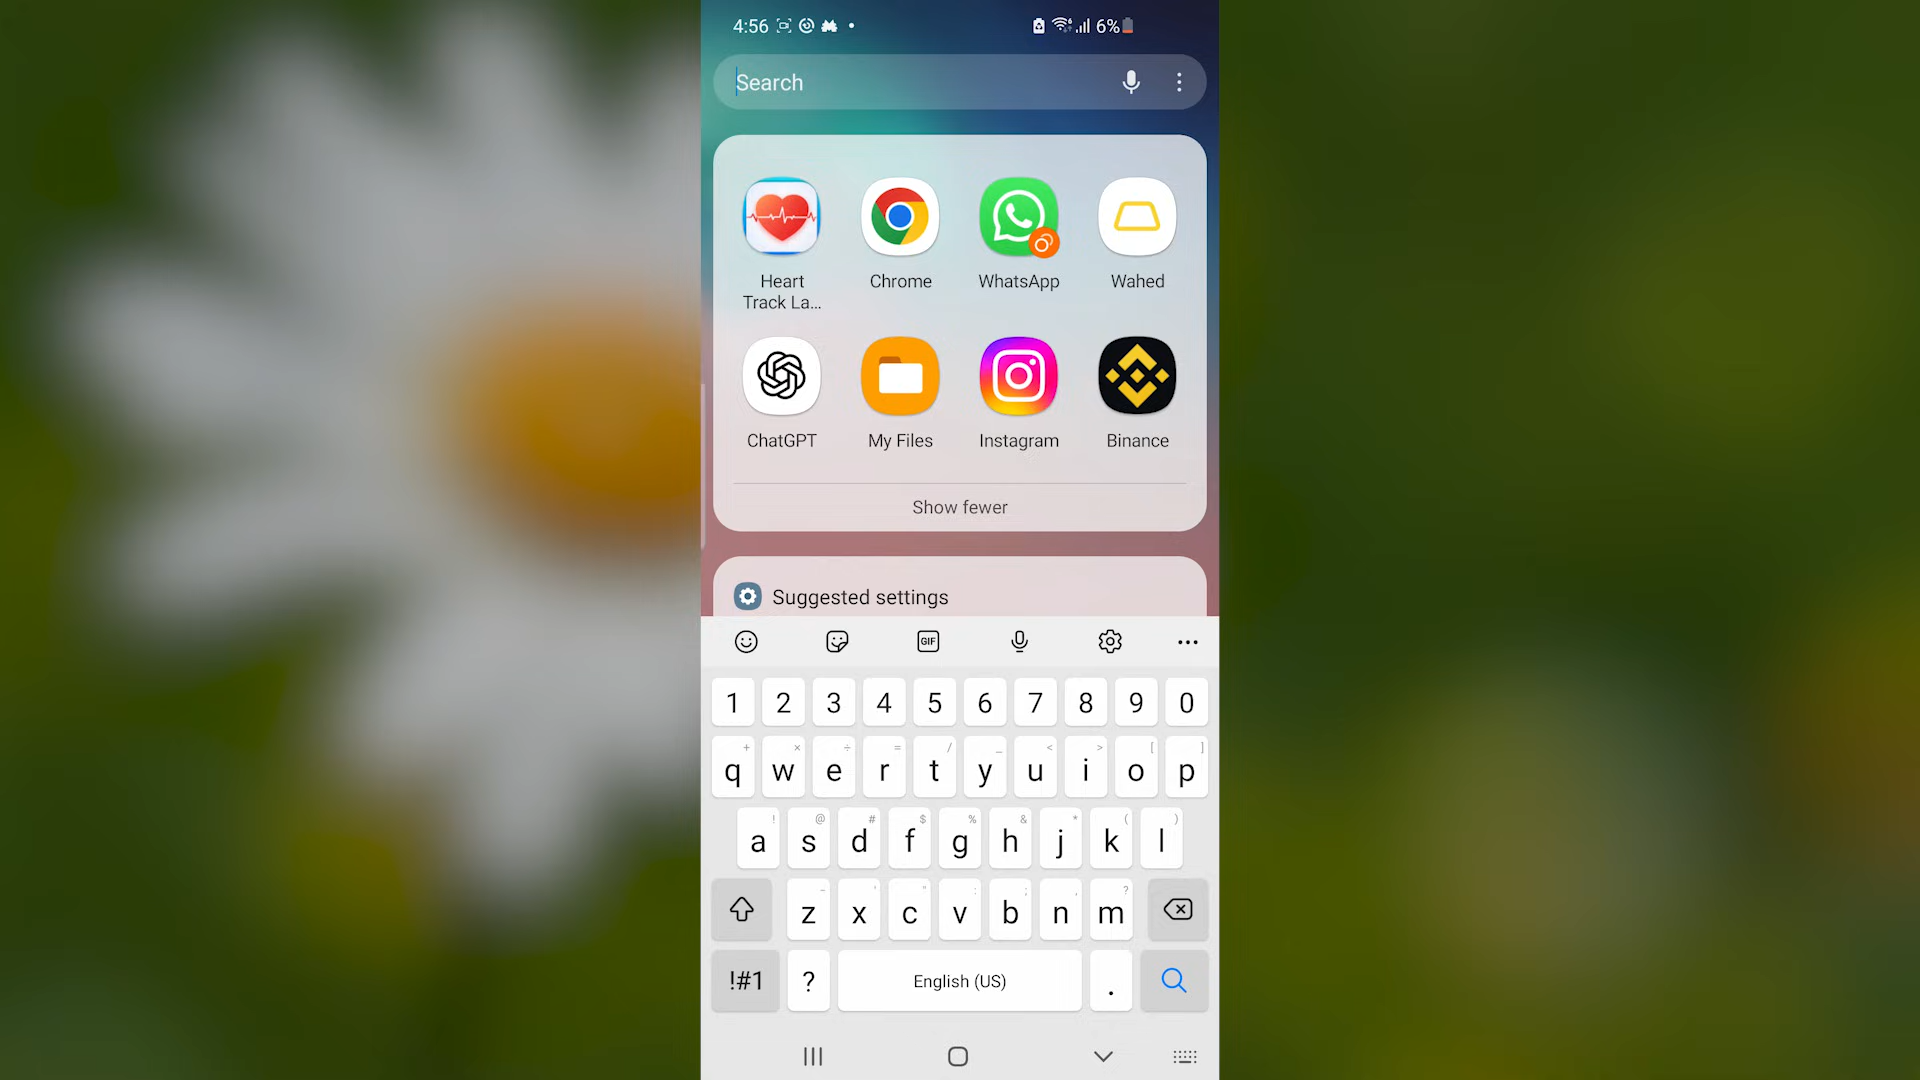 4:56 6%
Search
Heart Track La... Chrome WhatsApp Wahed
ChatGPT My Files Instagram Binance
Show fewer
Suggested settings
GIF
1 2 3 4 5 6 7 8 9 0
+ × ÷ = / _ < > [ ]
q w e r t y u i o p
! @ # $ % & * ( )
a s d f g h j k l
- ' " : ; , ?
z x c v b n m
!#1 ? English (US) .